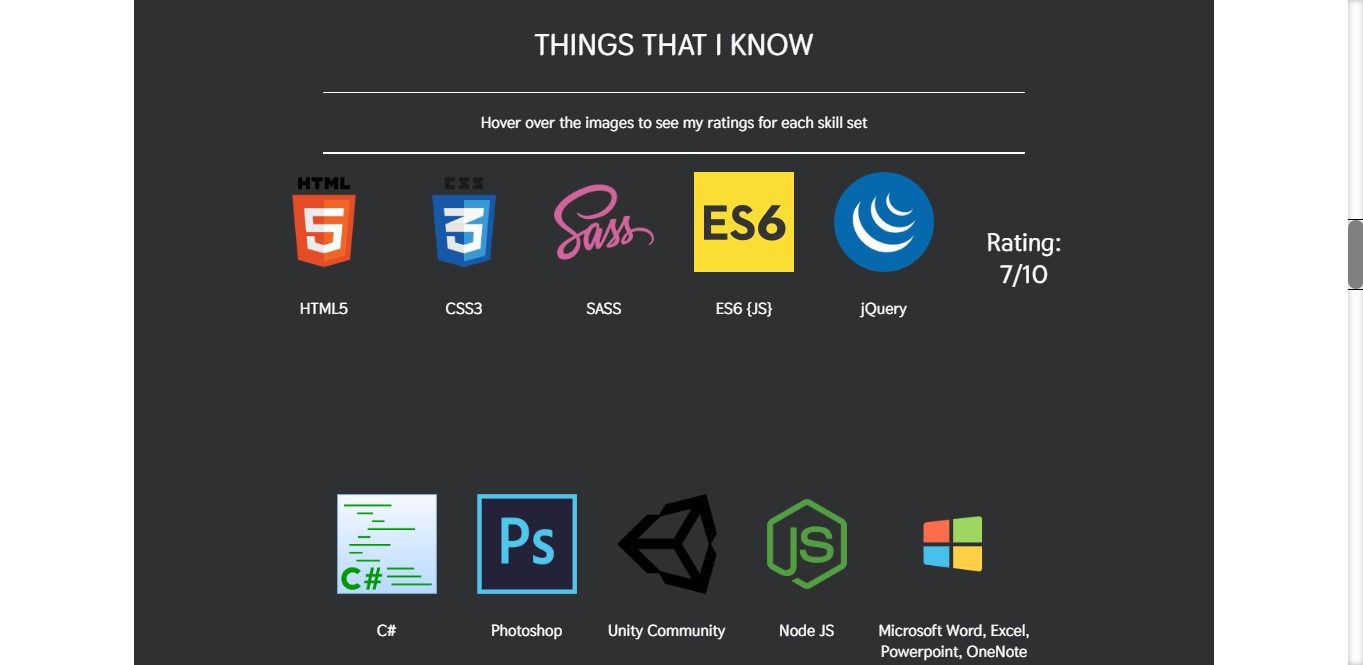 THINGS THAT I KNOW
Hover over the images to see my ratings for each skill set
HTML
5
CSS
3
Sass
ES6
Rating:
7/10
HTML5
CSS3
SASS
ES6 {JS}
jQuery
C#
Ps
JS
C#
Photoshop
Unity Community
Node JS
Microsoft Word, Excel,
Powerpoint, OneNote